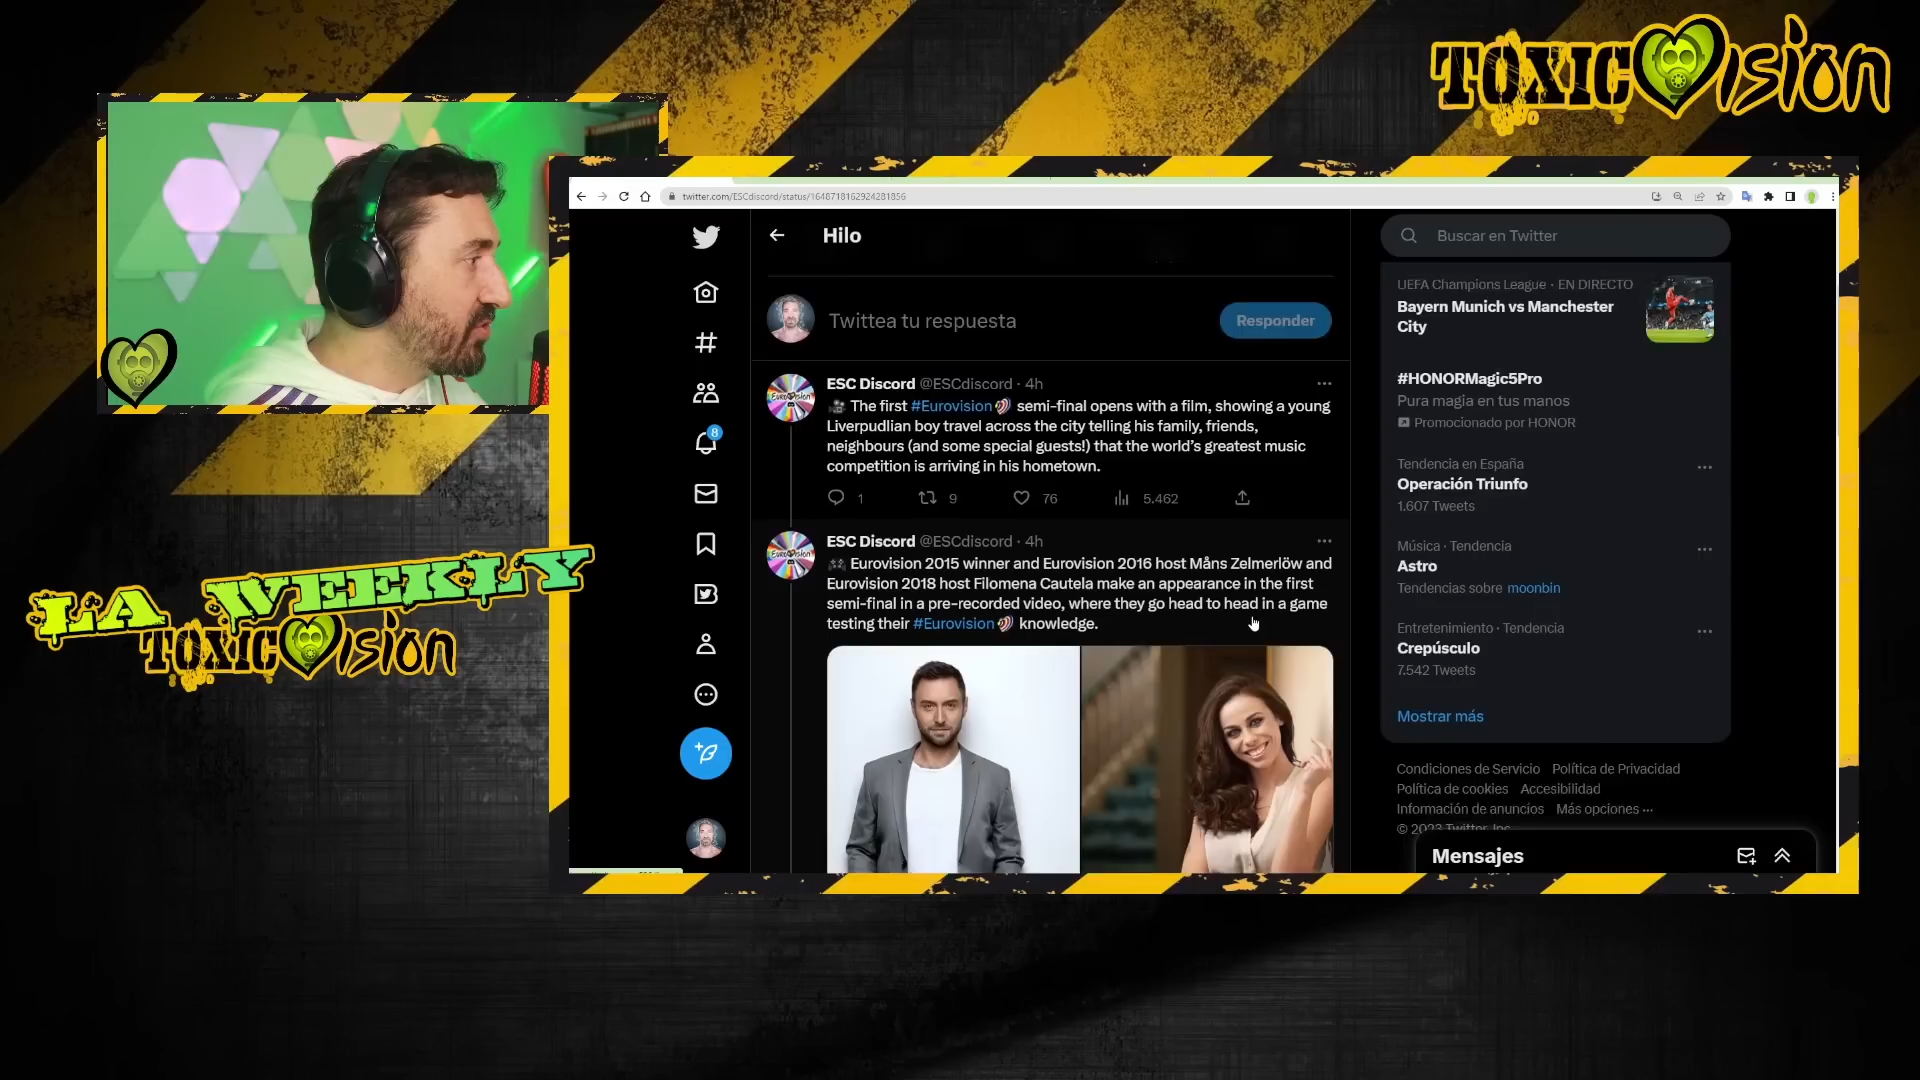 TOXICVision
twitter.com/ESCdiscord/status/1648718162924281856
Hilo
Buscar en Twitter
Twittea tu respuesta
Responder
ESC Discord @ESCdiscord · 4h
The first #Eurovision semi-final opens with a film, showing a young
Liverpudlian boy travel across the city telling his family, friends,
neighbours (and some special guests!) that the world's greatest music
competition is arriving in his hometown.
1 9 76 5.462
ESC Discord @ESCdiscord · 4h
Eurovision 2015 winner and Eurovision 2016 host Måns Zelmerlöw and
Eurovision 2018 host Filomena Cautela make an appearance in the first
semi-final in a pre-recorded video, where they go head to head in a game
testing their #Eurovision knowledge.
8
UEFA Champions League · EN DIRECTO
Bayern Munich vs Manchester
City
#HONORMagic5Pro
Pura magia en tus manos
Promocionado por HONOR
Tendencia en España
Operación Triunfo
1.607 Tweets
Música · Tendencia
Astro
Tendencias sobre moonbin
Entretenimiento · Tendencia
Crepúsculo
7.542 Tweets
Mostrar más
Condiciones de Servicio Política de Privacidad
Política de cookies Accesibilidad
Información de anuncios Más opciones ···
© 2023 Twitter, Inc.
Mensajes
LA WEEKLY
TOXICVision